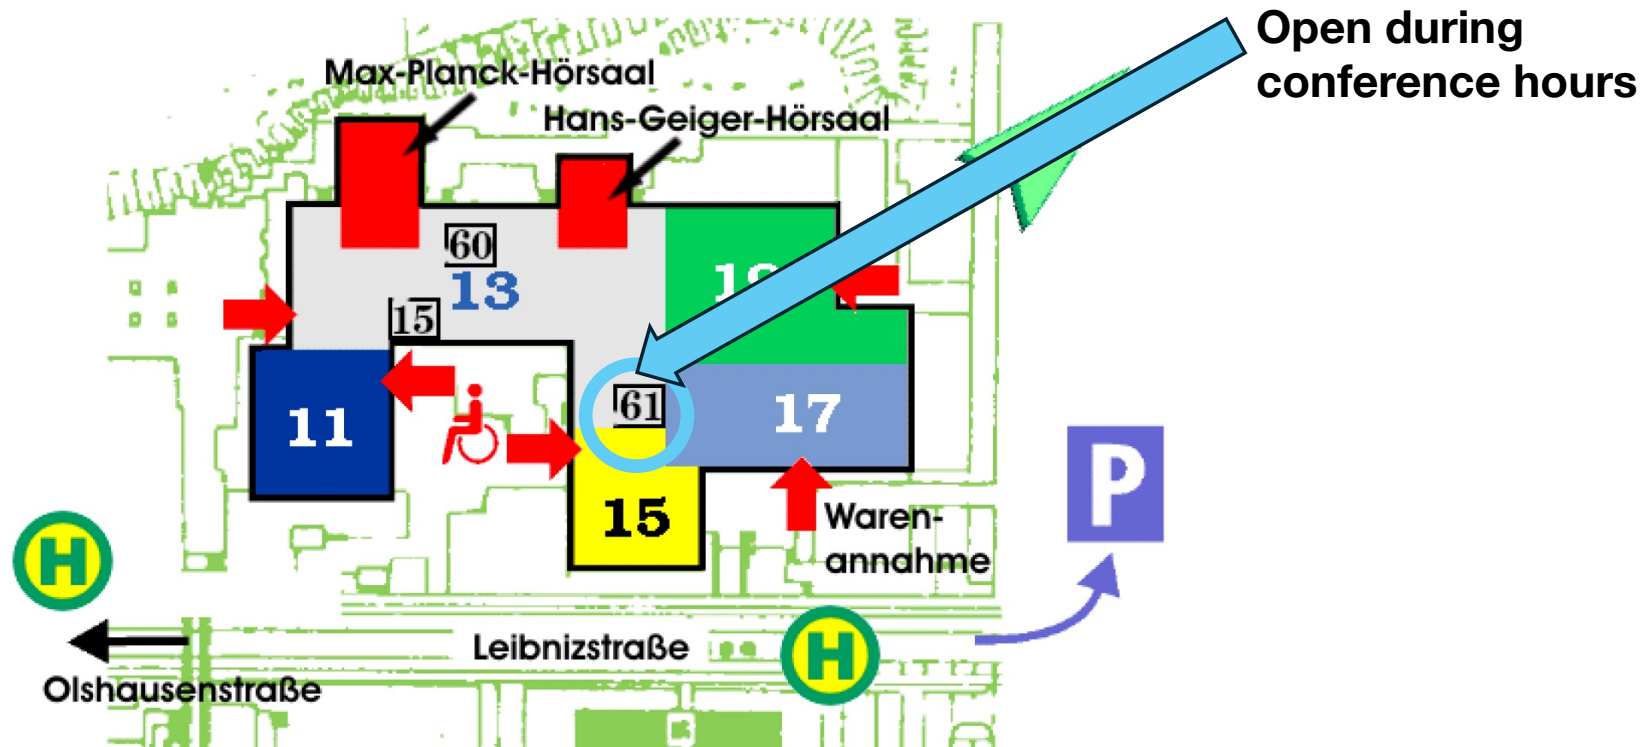 Open during
conference hours
Max-Planck-Hörsaal
Hans-Geiger-Hörsaal
60
13
15
61
17
11
15
P
Waren-
annahme
H
H
Leibnizstraße
Olshausenstraße